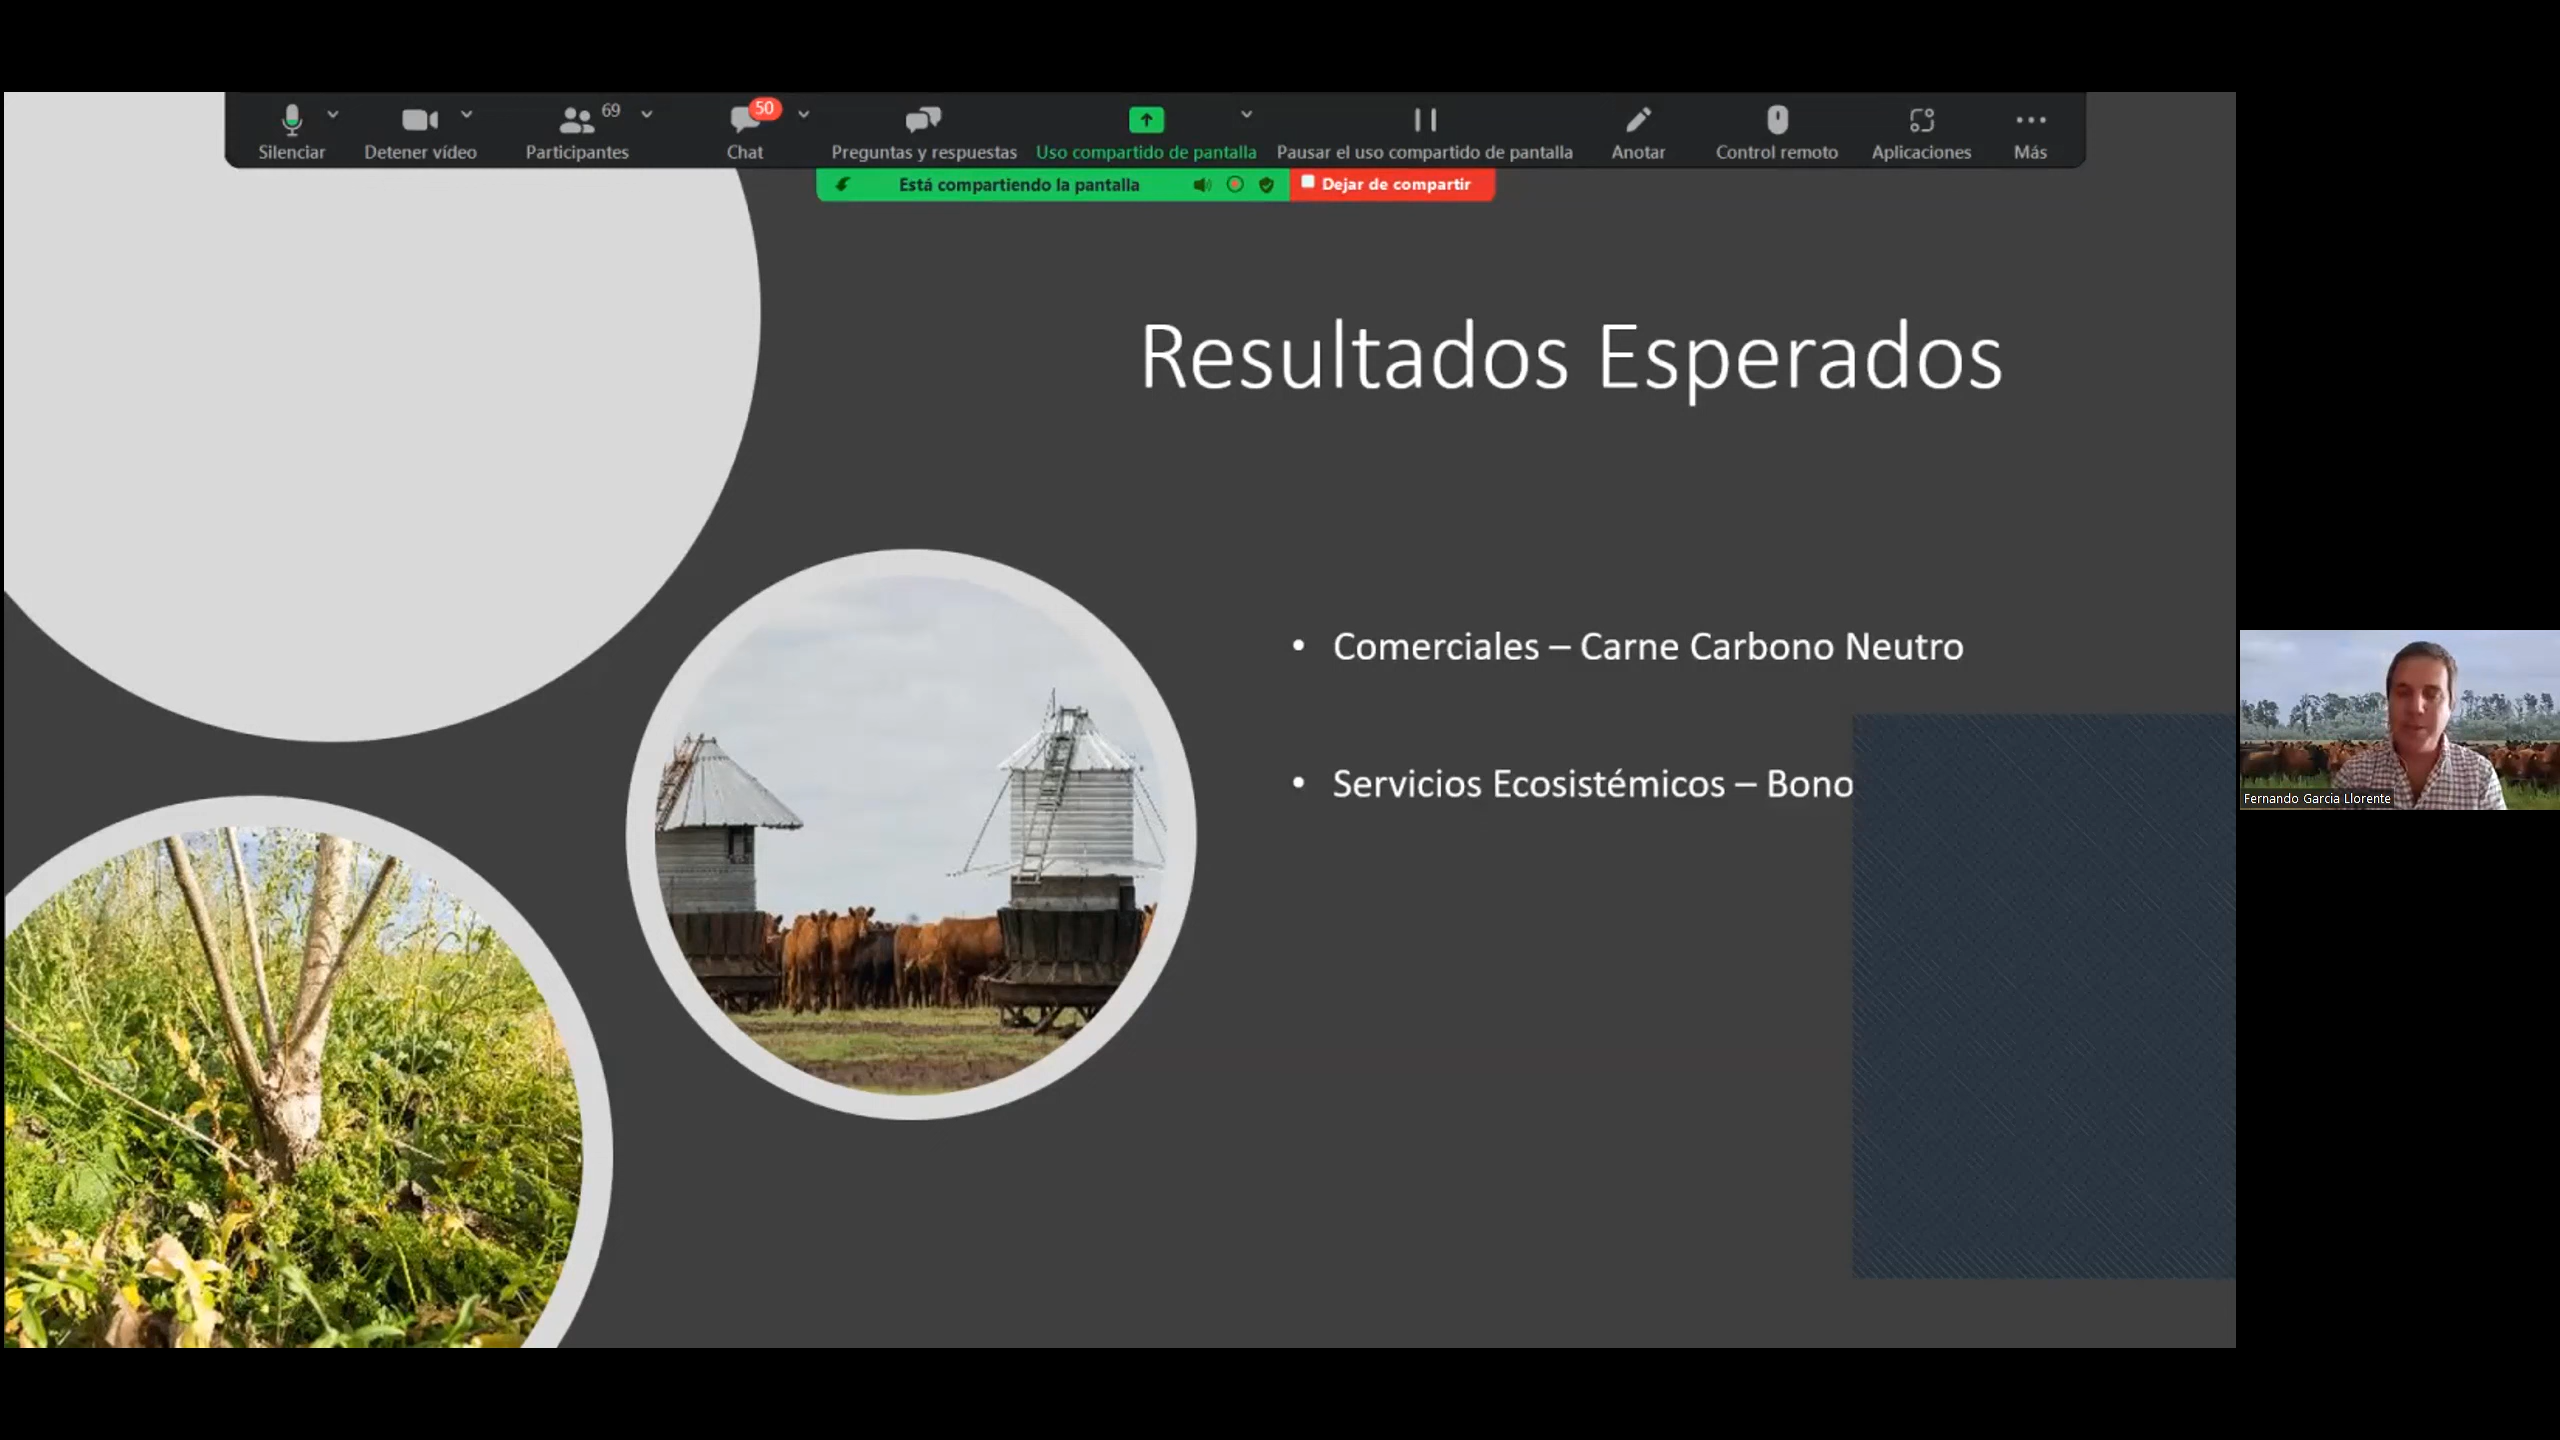 69
50
Silenciar
Detener vídeo
Participantes
Chat
Preguntas y respuestas
Uso compartido de pantalla
Pausar el uso compartido de pantalla
Anotar
Control remoto
Aplicaciones
Más
Está compartiendo la pantalla
Dejar de compartir
Resultados Esperados
• Comerciales – Carne Carbono Neutro
• Servicios Ecosistémicos – Bono
Fernando Garcia Llorente